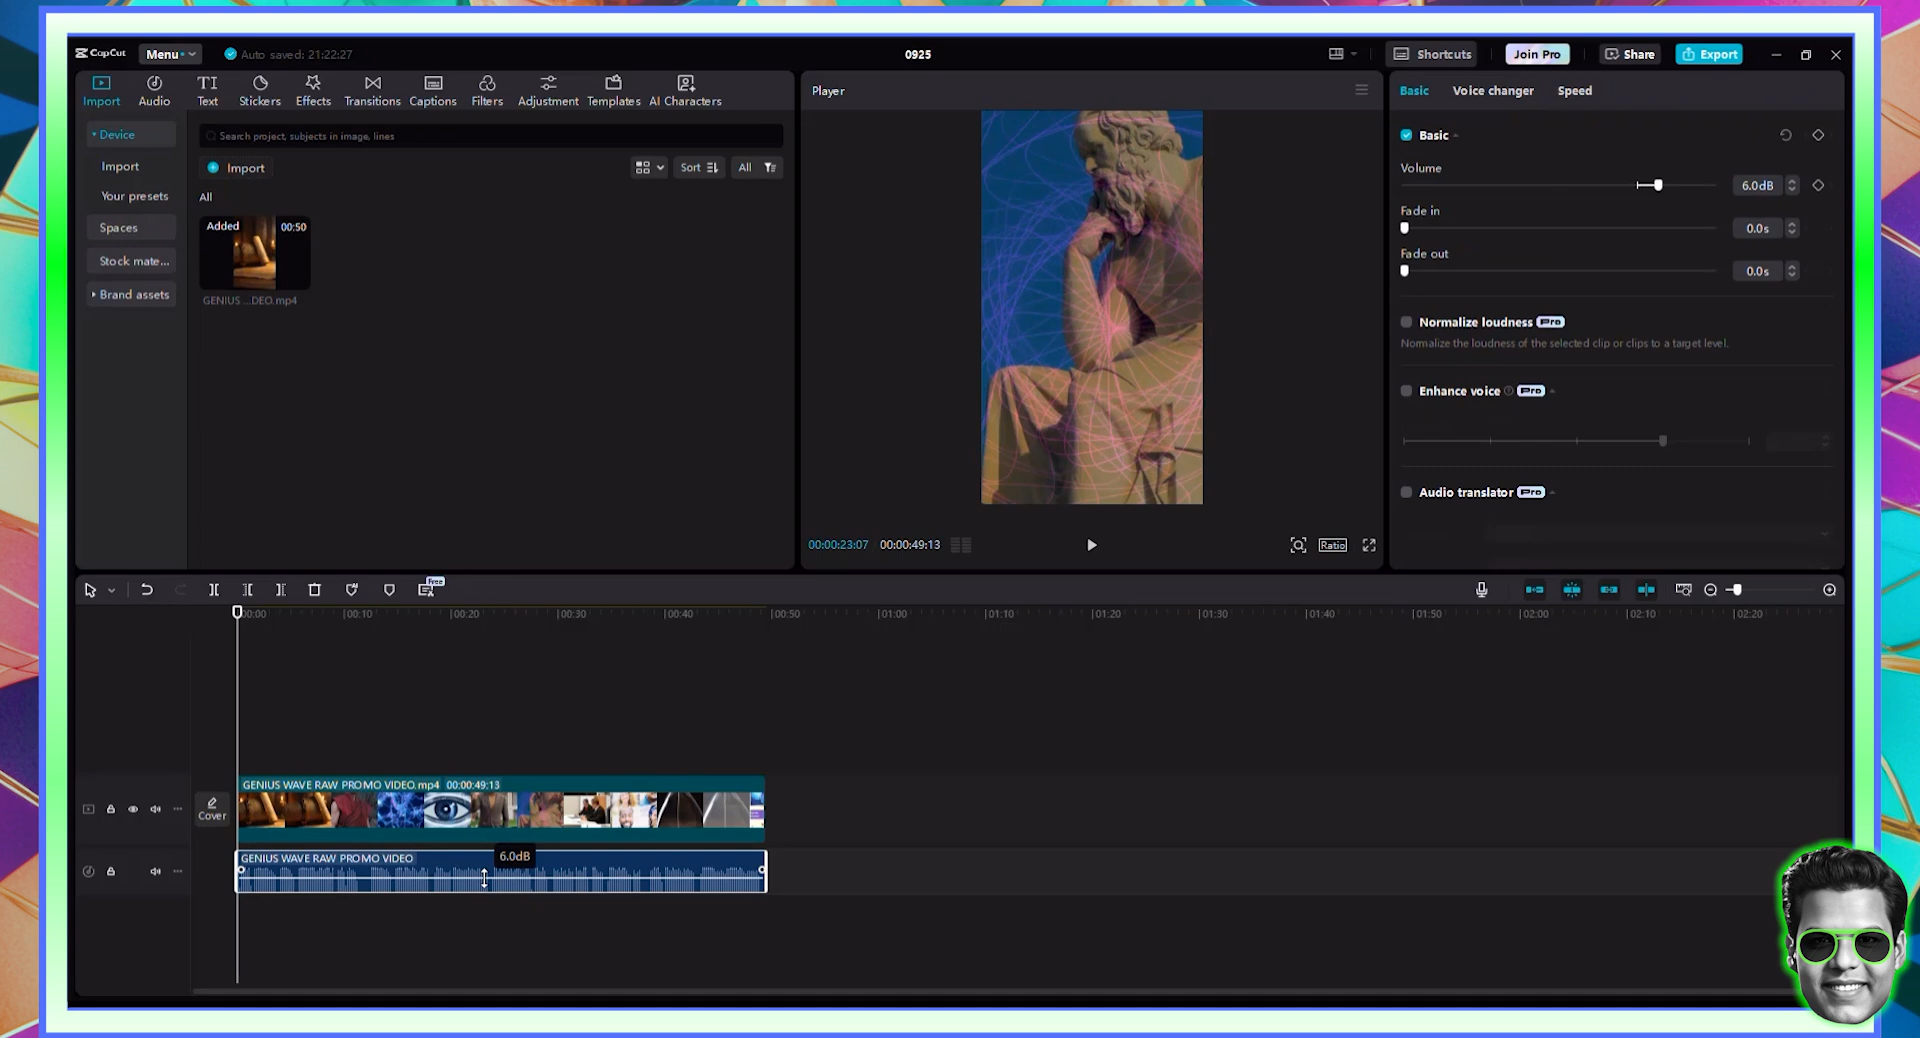 CapCut
Menu
Auto saved: 21:22:27
0925
Shortcuts
Join Pro
Share
Export
Import
Audio
Text
Stickers
Effects
Transitions
Captions
Filters
Adjustment
Templates
AI Characters
Device
Import
Your presets
Spaces
Stock mate...
Brand assets
Search project, subjects in image, lines
Import
Sort
All
All
Added
00:50
GENIUS ...DEO.mp4
Player
00:00:23:07
00:00:49:13
Ratio
Basic
Voice changer
Speed
Basic
Volume
6.0dB
Fade in
0.0s
Fade out
0.0s
Normalize loudness Pro
Normalize the loudness of the selected clip or clips to a target level.
Enhance voice Pro
Audio translator Pro
Free
00:00
00:10
00:20
00:30
00:40
00:50
01:00
01:10
01:20
01:30
01:40
01:50
02:00
02:10
02:20
Cover
GENIUS WAVE RAW PROMO VIDEO.mp4 00:00:49:13
GENIUS WAVE RAW PROMO VIDEO
6.0dB